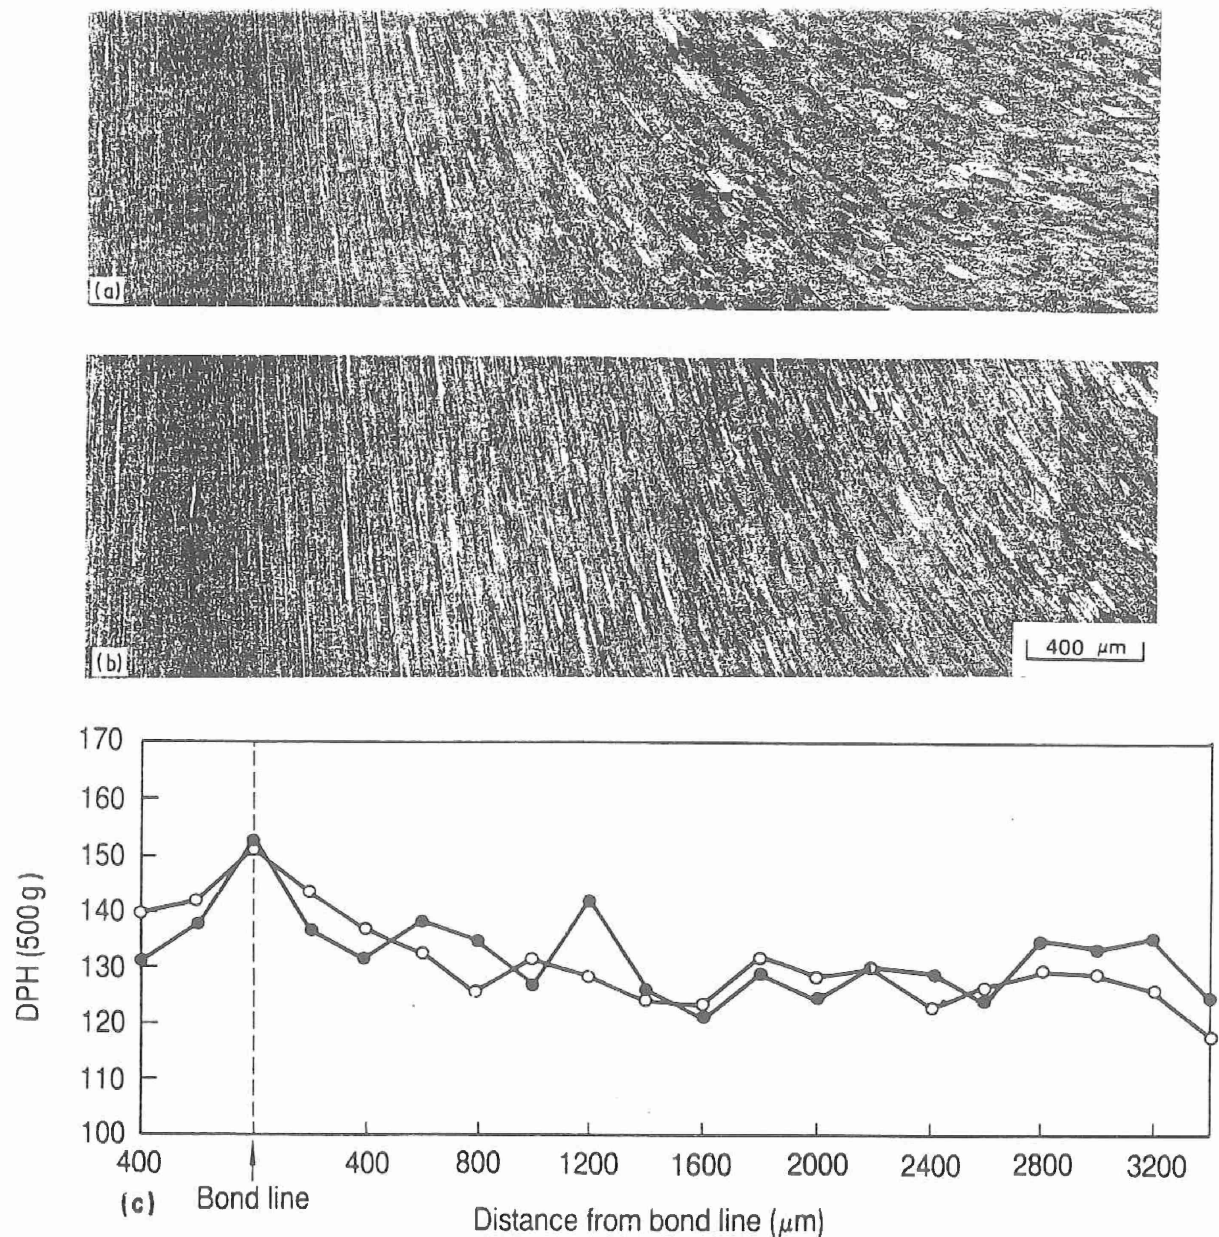 (a)
(b)
400 μm
170
160
150
140
130
120
110
100
DPH (500g)
400 400 800 1200 1600 2000 2400 2800 3200
(c) Bond line
Distance from bond line (μm)